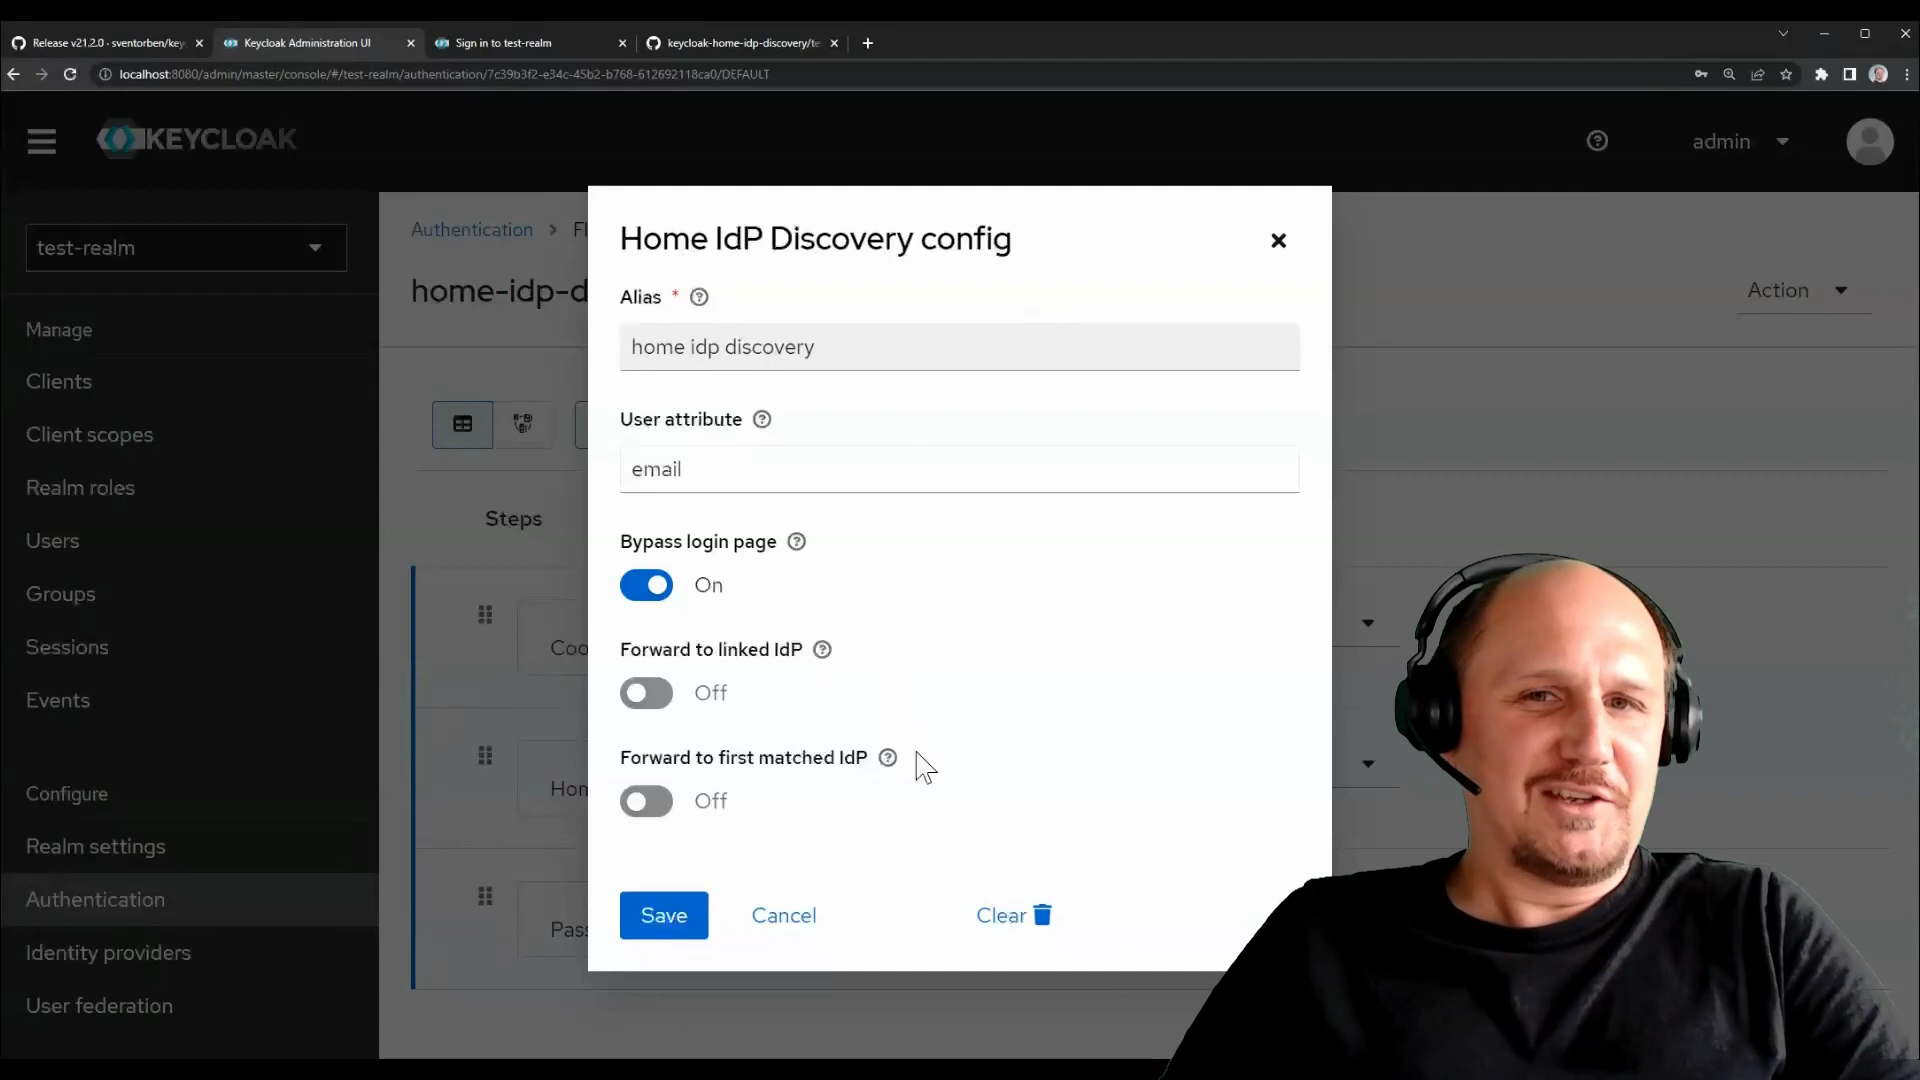 Release v21.2.0 · sventorben/key
Keycloak Administration UI
Sign in to test-realm
keycloak-home-idp-discovery/te
localhost:8080/admin/master/console/#/test-realm/authentication/7c39b3f2-e34c-45b2-b768-612692118ca0/DEFAULT
KEYCLOAK
admin
test-realm
Manage
Clients
Client scopes
Realm roles
Users
Groups
Sessions
Events
Configure
Realm settings
Authentication
Identity providers
User federation
Authentication > Fl
home-idp-d
Action
Steps
Coo
Hom
Pass
Home IdP Discovery config
Alias *
home idp discovery
User attribute
email
Bypass login page
On
Forward to linked IdP
Off
Forward to first matched IdP
Off
Save
Cancel
Clear